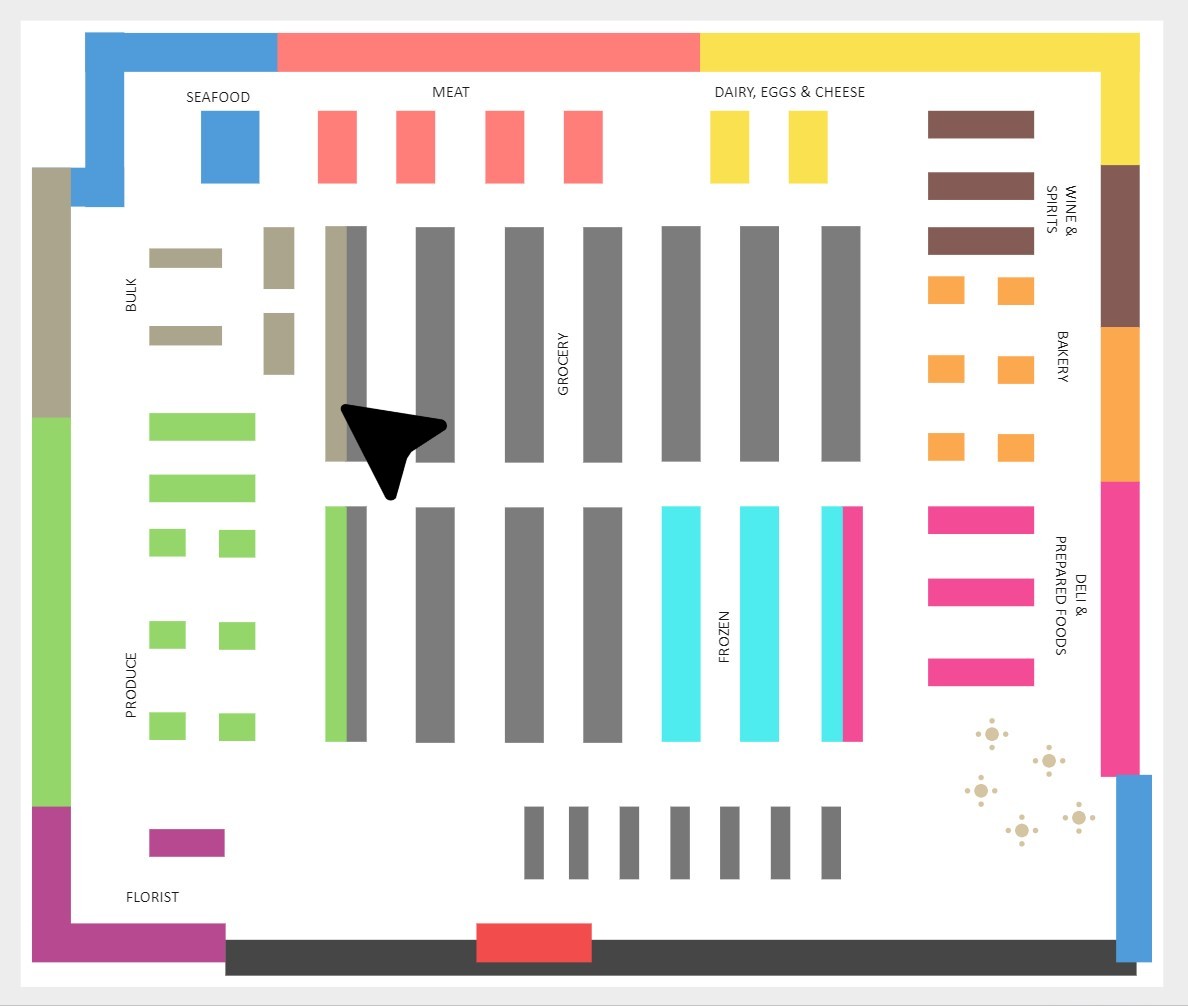 SEAFOOD
MEAT
DAIRY, EGGS & CHEESE
WINE &
SPIRITS
BULK
GROCERY
BAKERY
DELI &
PREPARED FOODS
FROZEN
PRODUCE
FLORIST